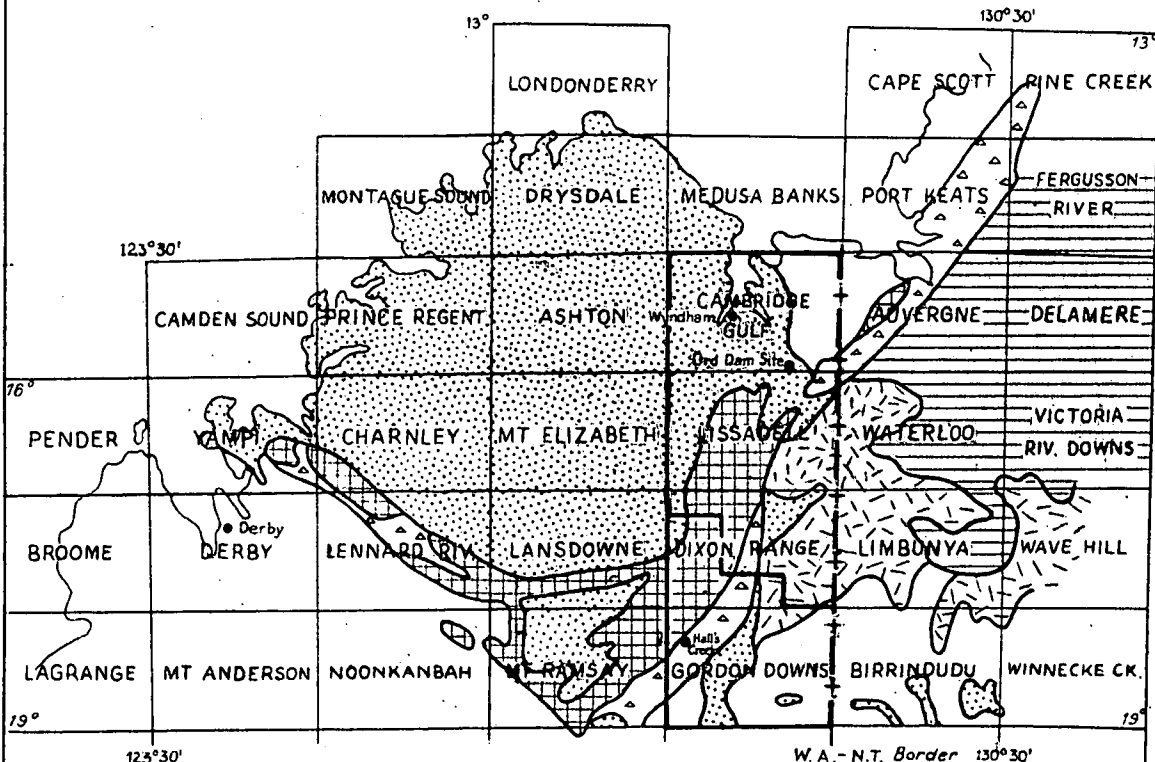 13°
130°30'
13°
LONDONDERRY
CAPE SCOTT
PINE CREEK
MONTAGUE SOUND
DRYSDALE
MEDUSA BANKS
PORT KEATS
FERGUSSON
RIVER
123°30'
CAMDEN SOUND
PRINCE REGENT
ASHTON
CAMBRIDGE
GULF
Wyndham
AUVERGNE
DELAMERE
Ord Dam Site
16°
PENDER
YAMPI
CHARNLEY
MT ELIZABETH
LISSADELL
WATERLOO
VICTORIA
RIV. DOWNS
Derby
BROOME
DERBY
LENNARD RIV.
LANSDOWNE
DIXON RANGE
LIMBUNYA
WAVE HILL
Hall's
Creek
LAGRANGE
MT ANDERSON
NOONKANBAH
MT RAMSAY
GORDON DOWNS
BIRRINDUDU
WINNECKE CK.
19°
19°
123°30'
W.A.-N.T. Border
130°30'